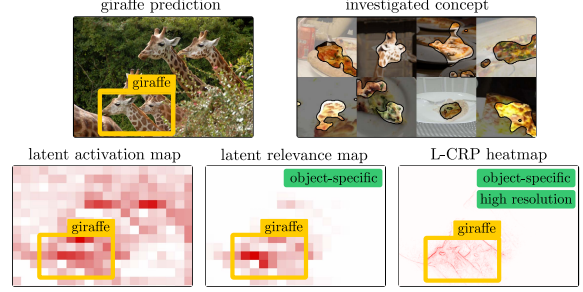 giraffe prediction
investigated concept
giraffe
latent activation map
latent relevance map
L-CRP heatmap
object-specific
object-specific
high resolution
giraffe
giraffe
giraffe